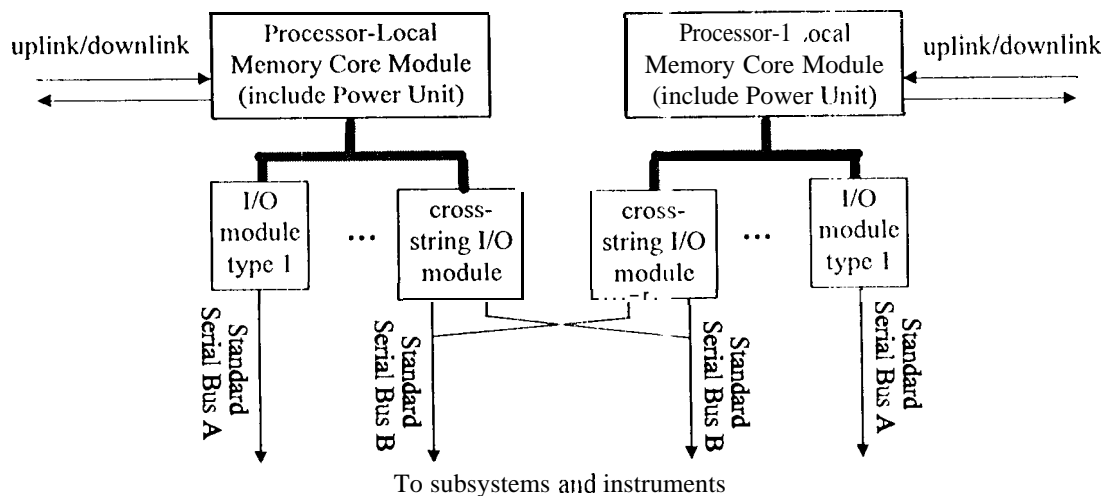 uplink/downlink
Processor-Local
Memory Core Module
(include Power Unit)
Processor-1 .ocal
Memory Core Module
(include Power Unit)
uplink/downlink
I/O
module
type 1
...
cross-
string I/O
module
cross-
string I/O
module
...
I/O
module
type 1
Standard
Serial Bus A
Standard
Serial Bus B
Standard
Serial Bus B
Standard
Serial Bus A
To subsystems and instruments